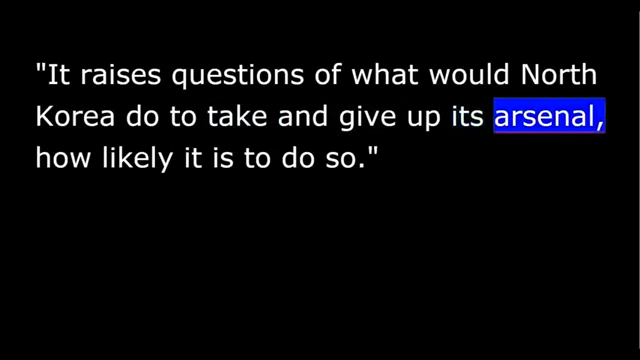 "It raises questions of what would North
Korea do to take and give up its arsenal,
how likely it is to do so."